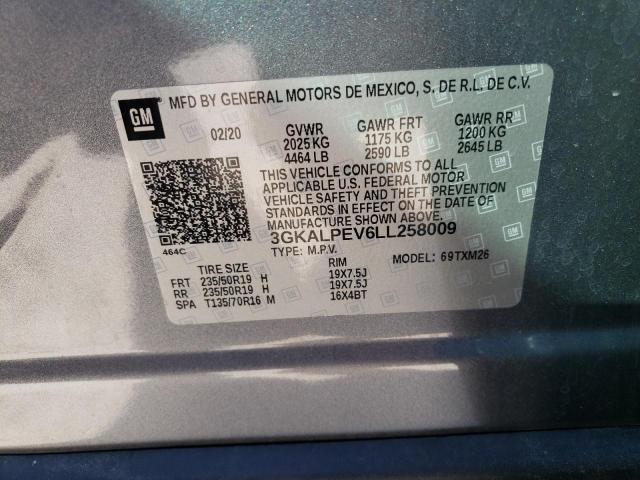 GM MFD BY GENERAL MOTORS DE MEXICO, S. DE R.L. DE C.V.
02/20 GVWR GAWR FRT GAWR RR
2025 KG 1175 KG 1200 KG
4464 LB 2590 LB 2645 LB
THIS VEHICLE CONFORMS TO ALL
APPLICABLE U.S. FEDERAL MOTOR
VEHICLE SAFETY AND THEFT PREVENTION
STANDARDS IN EFFECT ON THE DATE OF
MANUFACTURE SHOWN ABOVE.
464C 3GKALPEV6LL258009
TYPE: M.P.V. MODEL: 69TXM26
TIRE SIZE RIM
FRT 235/50R19 H 19X7.5J
RR 235/50R19 H 19X7.5J
SPA T135/70R16 M 16X4BT